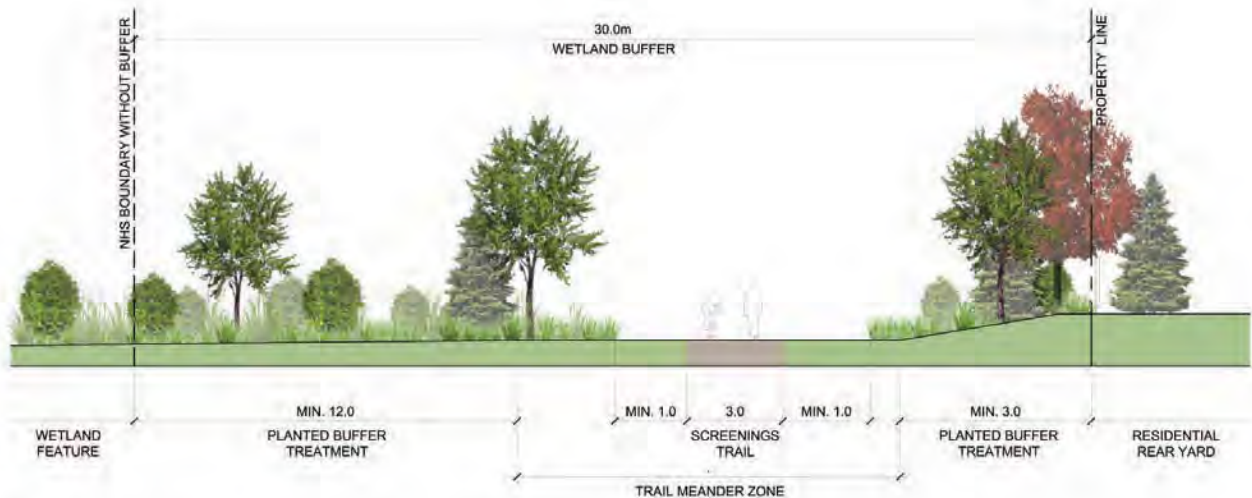 30.0m
WETLAND BUFFER
NHS BOUNDARY WITHOUT BUFFER
PROPERTY LINE
MIN. 12.0
MIN. 1.0
3.0
MIN. 1.0
MIN. 3.0
WETLAND
FEATURE
PLANTED BUFFER
TREATMENT
SCREENINGS
TRAIL
PLANTED BUFFER
TREATMENT
RESIDENTIAL
REAR YARD
TRAIL MEANDER ZONE